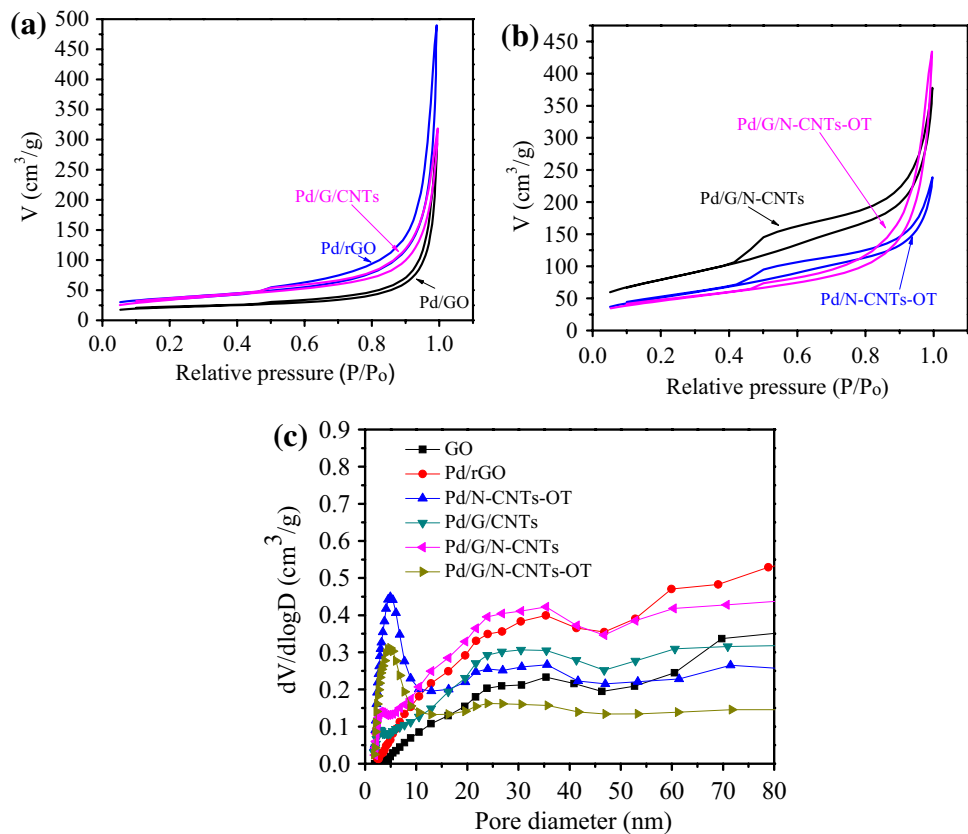 (a)
500
450
400
350
300
250
200
150
100
50
0
V (cm³/g)
Pd/G/CNTs
Pd/rGO
Pd/GO
0.0 0.2 0.4 0.6 0.8 1.0
Relative pressure (P/Po)
(b)
500
450
400
350
300
250
200
150
100
50
0
V (cm³/g)
Pd/G/N-CNTs-OT
Pd/G/N-CNTs
Pd/N-CNTs-OT
0.0 0.2 0.4 0.6 0.8 1.0
Relative pressure (P/Po)
(c)
0.9
0.8
0.7
0.6
0.5
0.4
0.3
0.2
0.1
0.0
dV/dlogD (cm³/g)
GO
Pd/rGO
Pd/N-CNTs-OT
Pd/G/CNTs
Pd/G/N-CNTs
Pd/G/N-CNTs-OT
0 10 20 30 40 50 60 70 80
Pore diameter (nm)